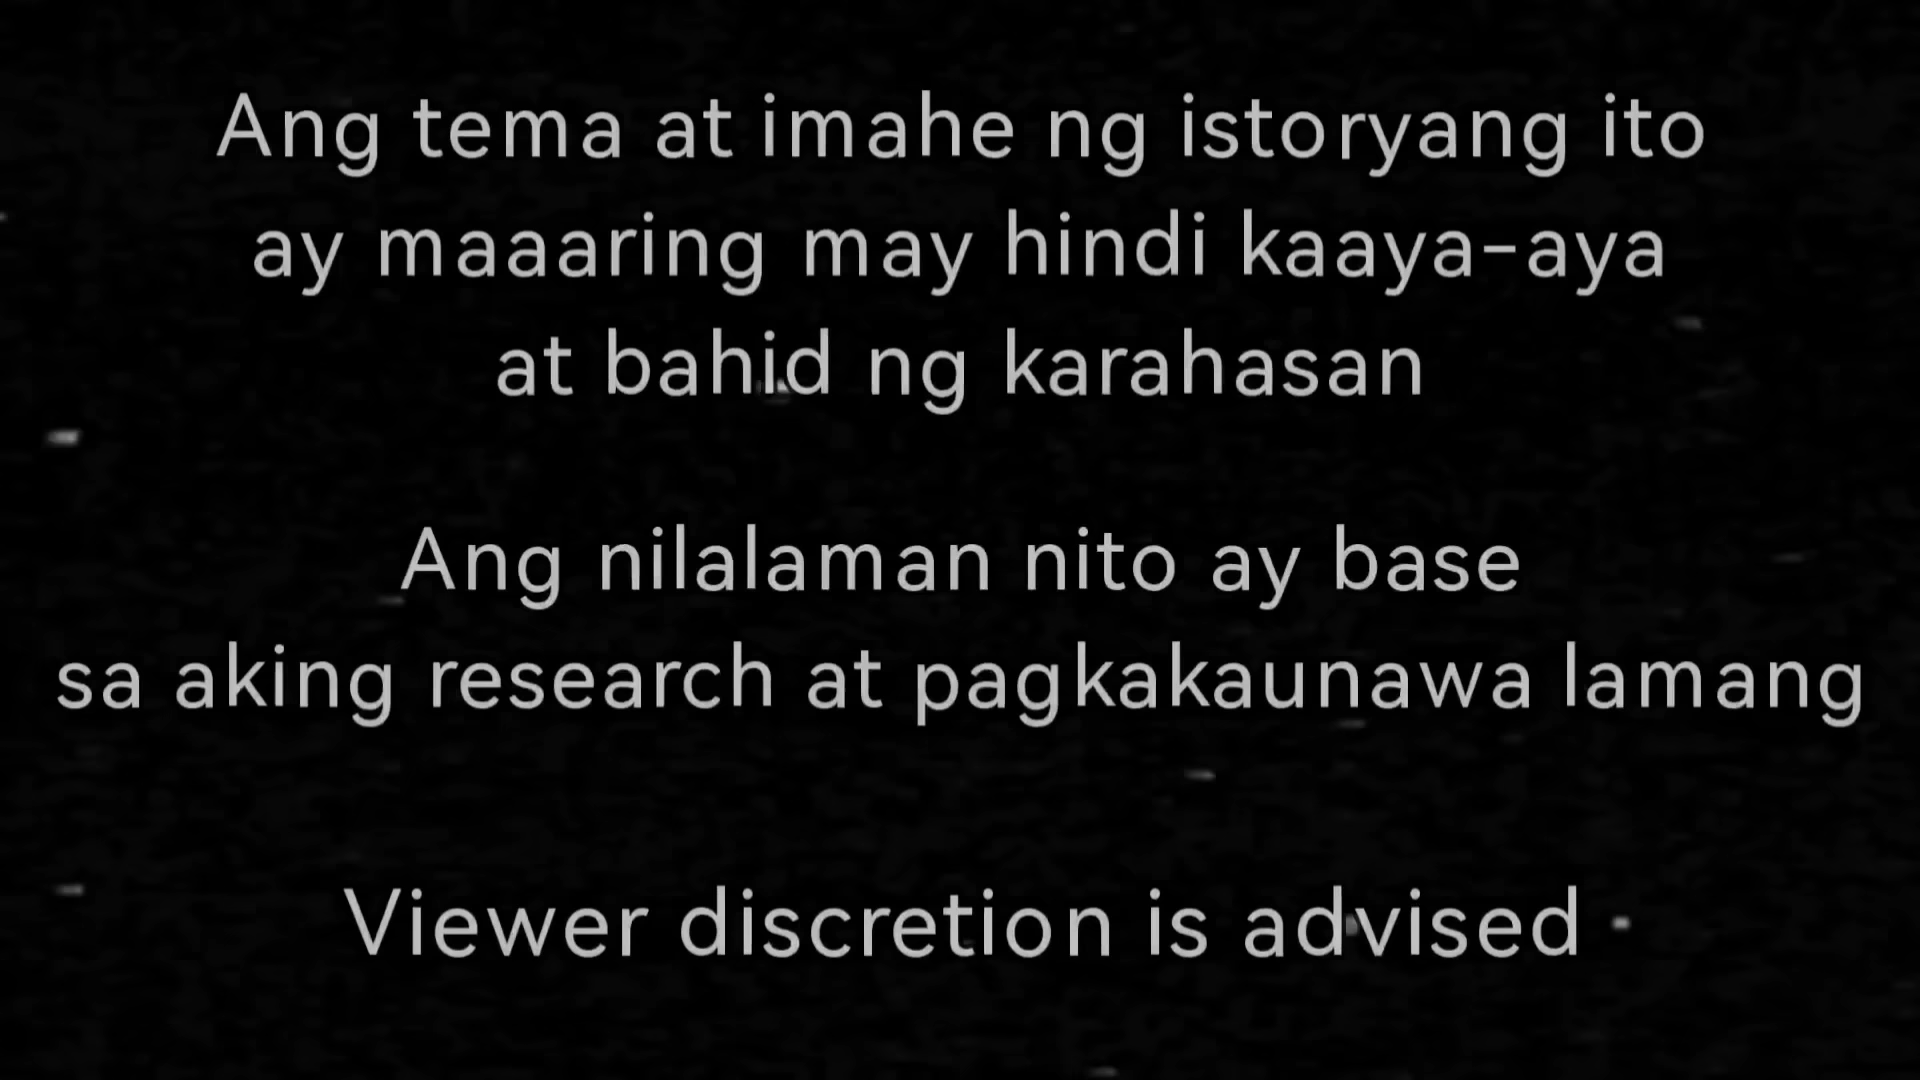 Ang tema at imahe ng istoryang ito
ay maaaring may hindi kaaya-aya
at bahid ng karahasan
Ang nilalaman nito ay base
sa aking research at pagkakaunawa lamang
Viewer discretion is advised